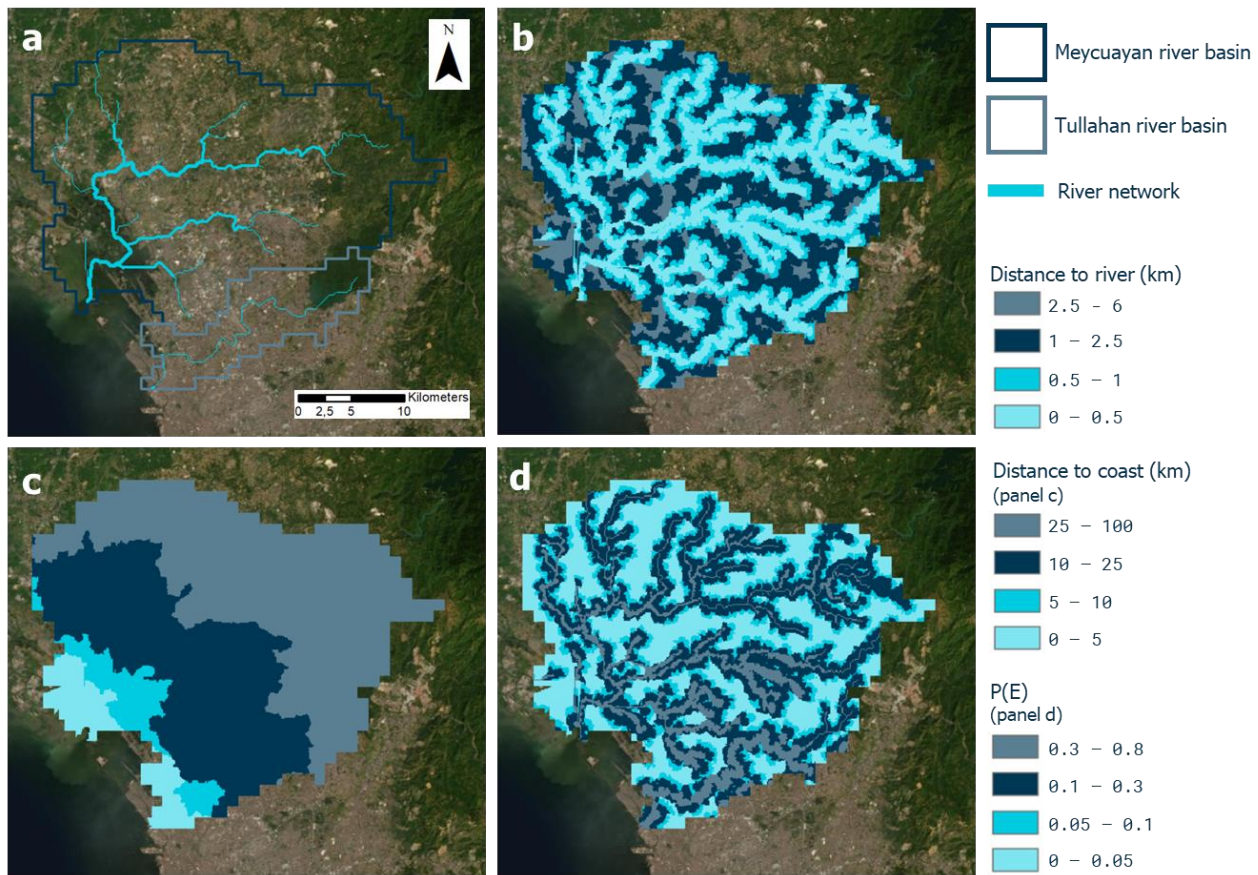 a
N
Kilometers
0 2,5 5 10
b
c
d
Meycuayan river basin
Tullahan river basin
River network
Distance to river (km)
2.5 - 6
1 - 2.5
0.5 - 1
0 - 0.5
Distance to coast (km)
(panel c)
25 - 100
10 - 25
5 - 10
0 - 5
P(E)
(panel d)
0.3 - 0.8
0.1 - 0.3
0.05 - 0.1
0 - 0.05